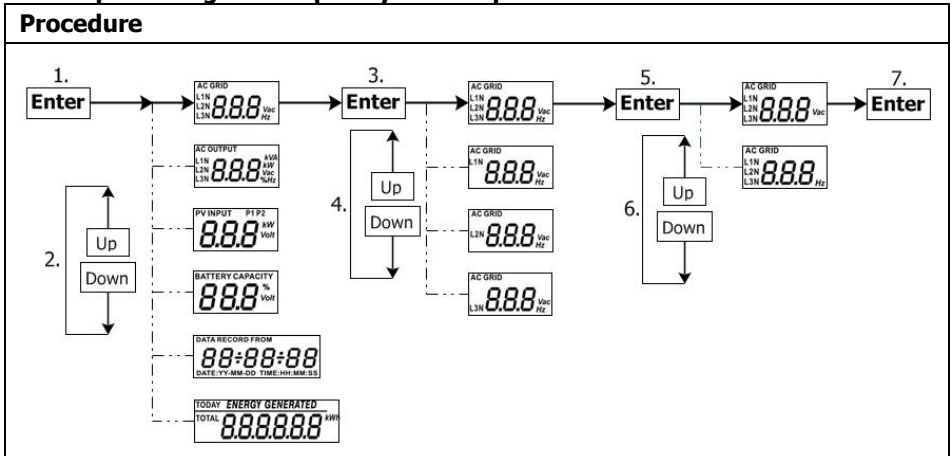 Procedure
1.
Enter
AC GRID
L1N
L2N
L3N
8.8.8
Vac
Hz
AC OUTPUT
L1N
L2N
L3N
8.8.8
kVA
kW
Vac
%Hz
2.
Up
Down
PV INPUT P1 P2
8.8.8
kW
Volt
BATTERY CAPACITY
88.8
%
Volt
DATA RECORD FROM
88:88:88
DATE:YY-MM-DD TIME:HH:MM:SS
TODAY ENERGY GENERATED
TOTAL
8.8.8.8.8.8
kWh
3.
Enter
4.
Up
Down
AC GRID
L1N
L2N
L3N
8.8.8
Vac
Hz
AC GRID
L1N
8.8.8
Vac
Hz
AC GRID
L2N
8.8.8
Vac
Hz
AC GRID
L3N
8.8.8
Vac
Hz
5.
Enter
6.
Up
Down
AC GRID
L1N
L2N
L3N
8.8.8
Vac
AC GRID
L1N
L2N
L3N
8.8.8
Hz
7.
Enter